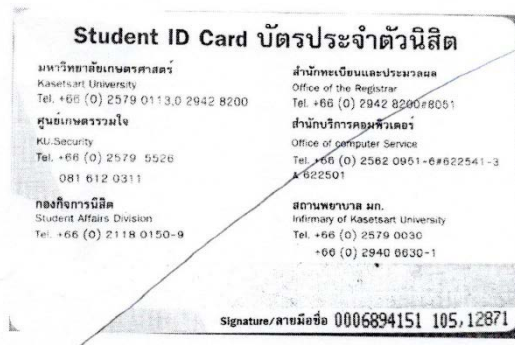 Student ID Card บัตรประจำตัวนิสิต
มหาวิทยาลัยเกษตรศาสตร์
Kasetsart University
Tel. +66 (0) 2579 0113,0 2942 8200
ศูนย์เกษตรรวมใจ
KU.Security
Tel. +66 (0) 2579 5526
081 612 0311
กองกิจการนิสิต
Student Affairs Division
Tel. +66 (0) 2118 0150-9
สำนักทะเบียนและประมวลผล
Office of the Registrar
Tel. +66 (0) 2942 8200#8051
สำนักบริการคอมพิวเตอร์
Office of computer Service
Tel. +66 (0) 2562 0951-6#622541-3
& 622501
สถานพยาบาล มก.
Infirmary of Kasetsart University
Tel. +66 (0) 2579 0030
+66 (0) 2940 6630-1
Signature/ลายมือชื่อ 0006894151 105,12871